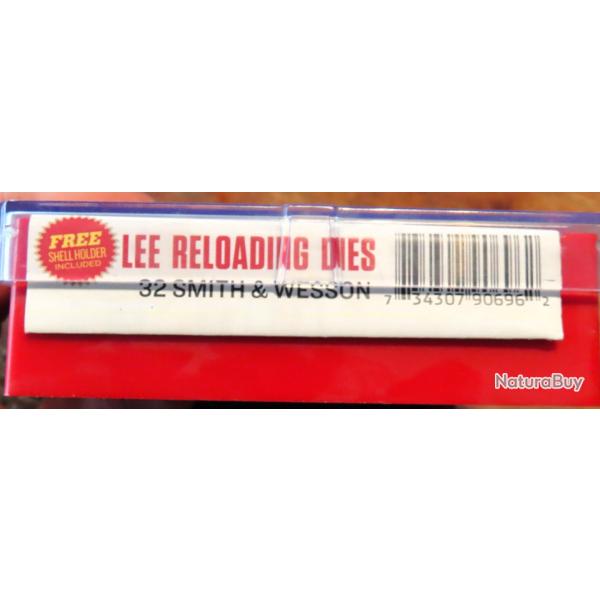 FREE
SHELL HOLDER
INCLUDED
LEE RELOADING DIES
32 SMITH & WESSON
7 34307 90696 2
NaturaBuy